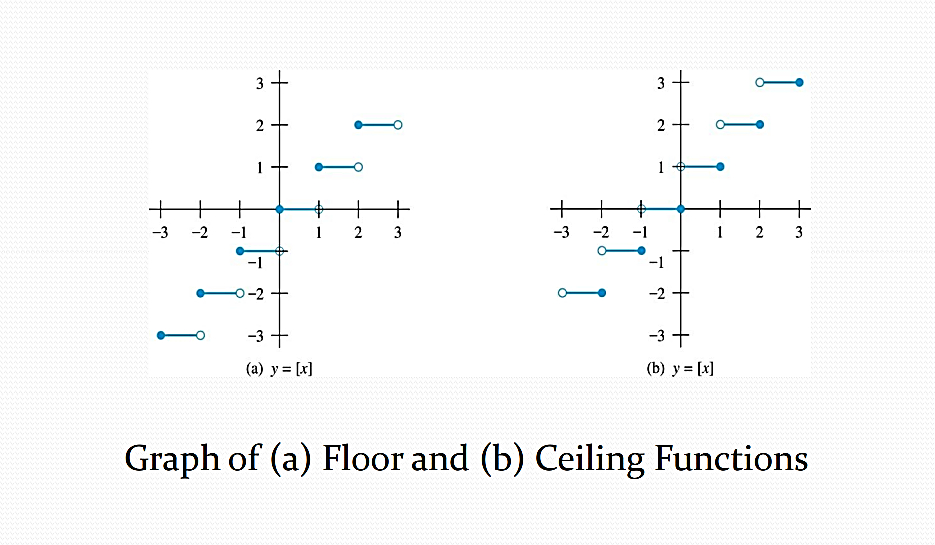 3
2
1
-3 -2 -1 1 2 3
-1
-2
-3
(a) y = [x]
3
2
1
-3 -2 -1 1 2 3
-1
-2
-3
(b) y = [x]
Graph of (a) Floor and (b) Ceiling Functions